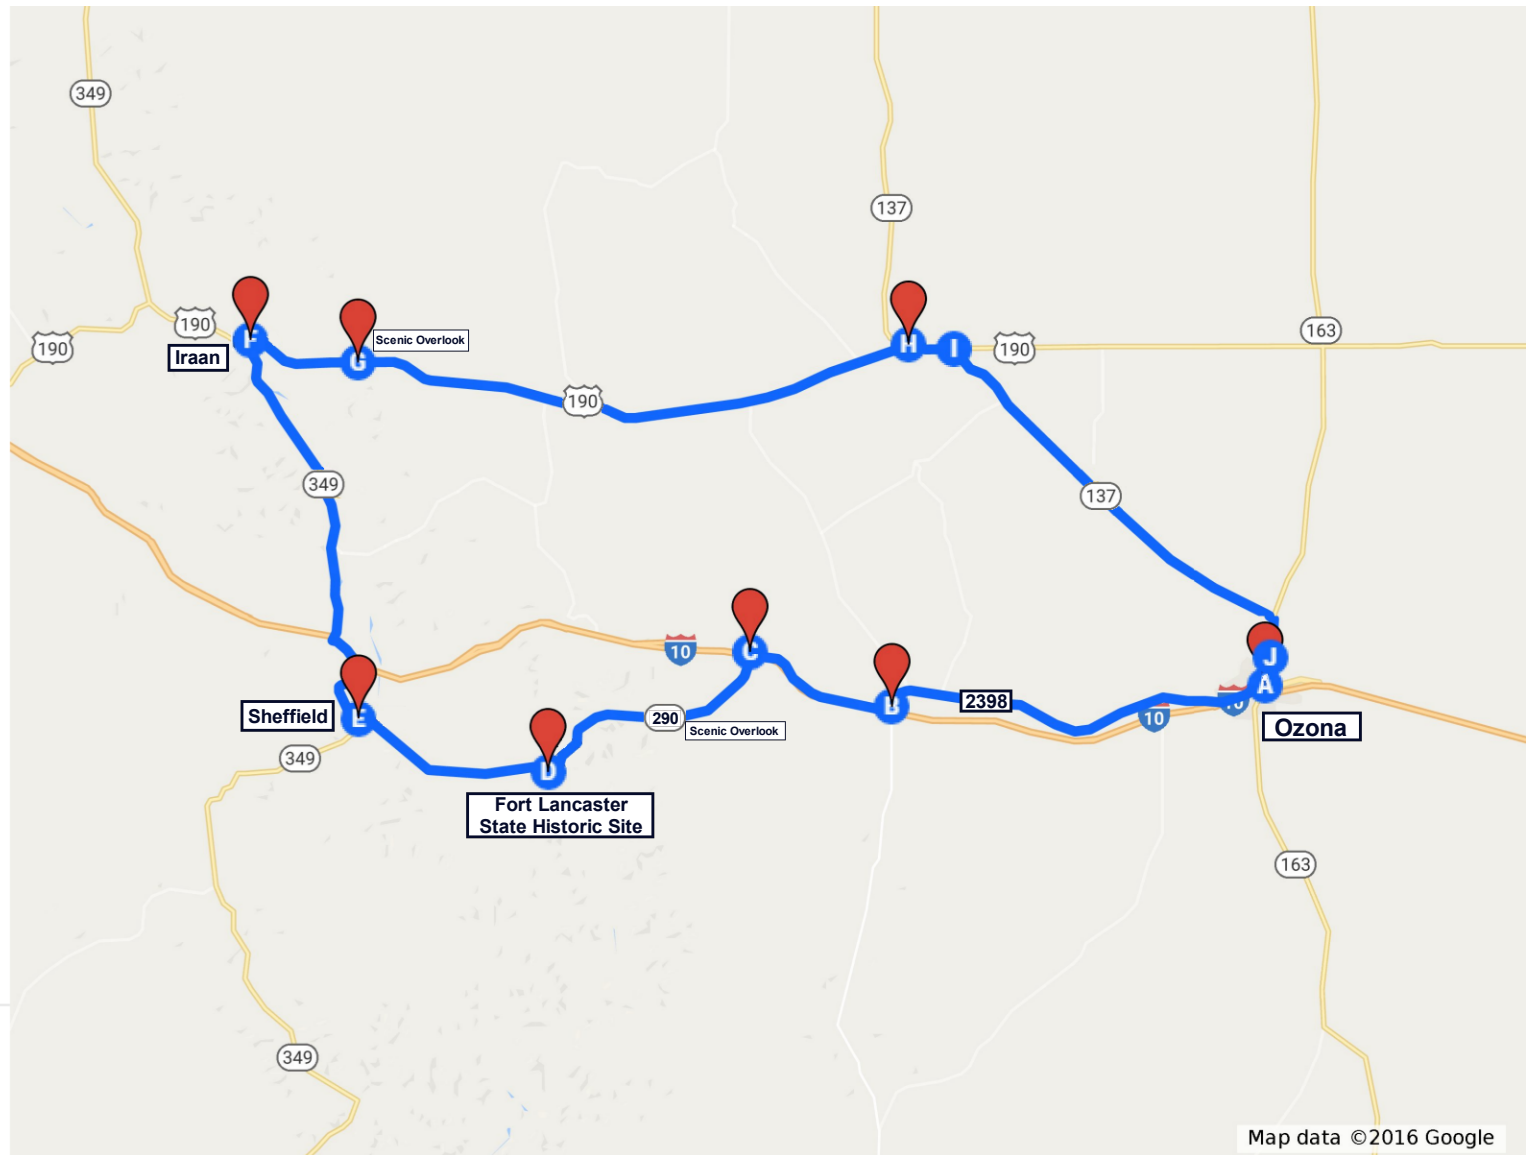 349
137
190
190
F
Iraan
G
Scenic Overlook
H
I
190
163
190
349
137
C
10
J
A
10
10
B
2398
290
Scenic Overlook
Sheffield
E
Ozona
349
D
Fort Lancaster
State Historic Site
163
349
Map data ©2016 Google